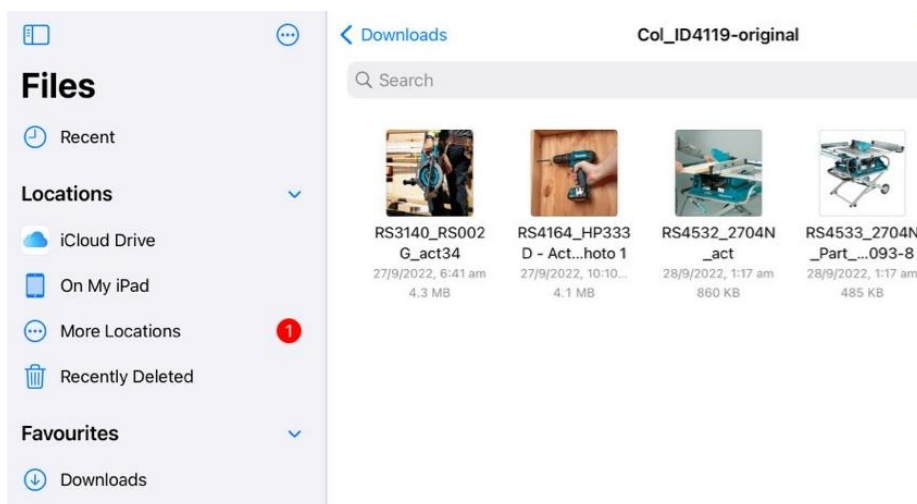 Files
Recent
Locations
iCloud Drive
On My iPad
More Locations
1
Recently Deleted
Favourites
Downloads
Downloads
Col_ID4119-original
Search
RS3140_RS002
G_act34
27/9/2022, 6:41 am
4.3 MB
RS4164_HP333
D - Act...hoto 1
27/9/2022, 10:10...
4.1 MB
RS4532_2704N
_act
28/9/2022, 1:17 am
860 KB
RS4533_2704N
_Part_...093-8
28/9/2022, 1:17 am
485 KB